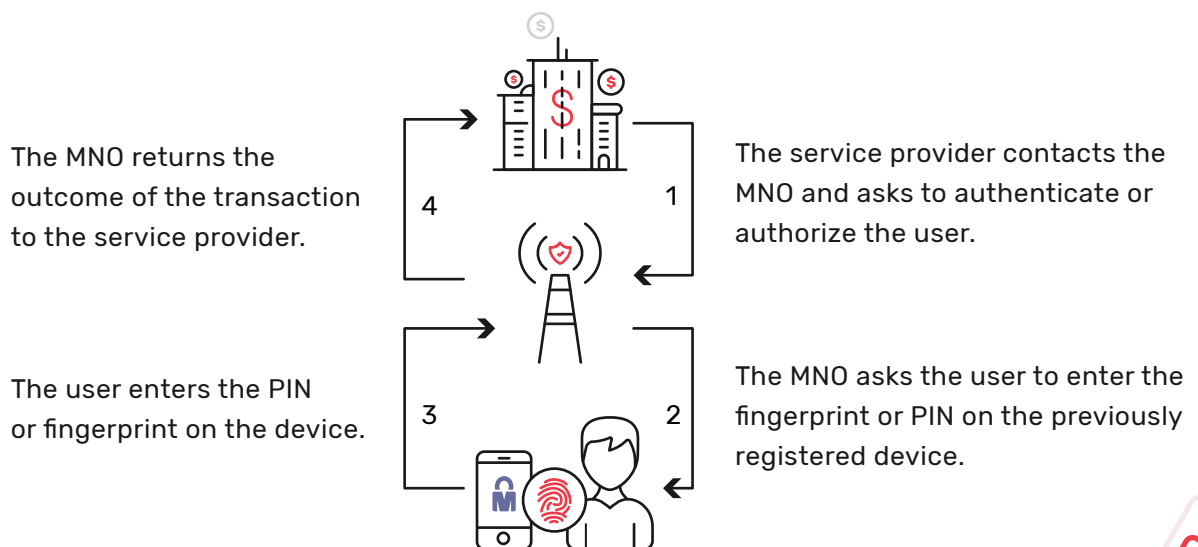 The MNO returns the
outcome of the transaction
to the service provider.
4
1
The service provider contacts the
MNO and asks to authenticate or
authorize the user.
The user enters the PIN
or fingerprint on the device.
3
2
The MNO asks the user to enter the
fingerprint or PIN on the previously
registered device.
$
$
$
$
M